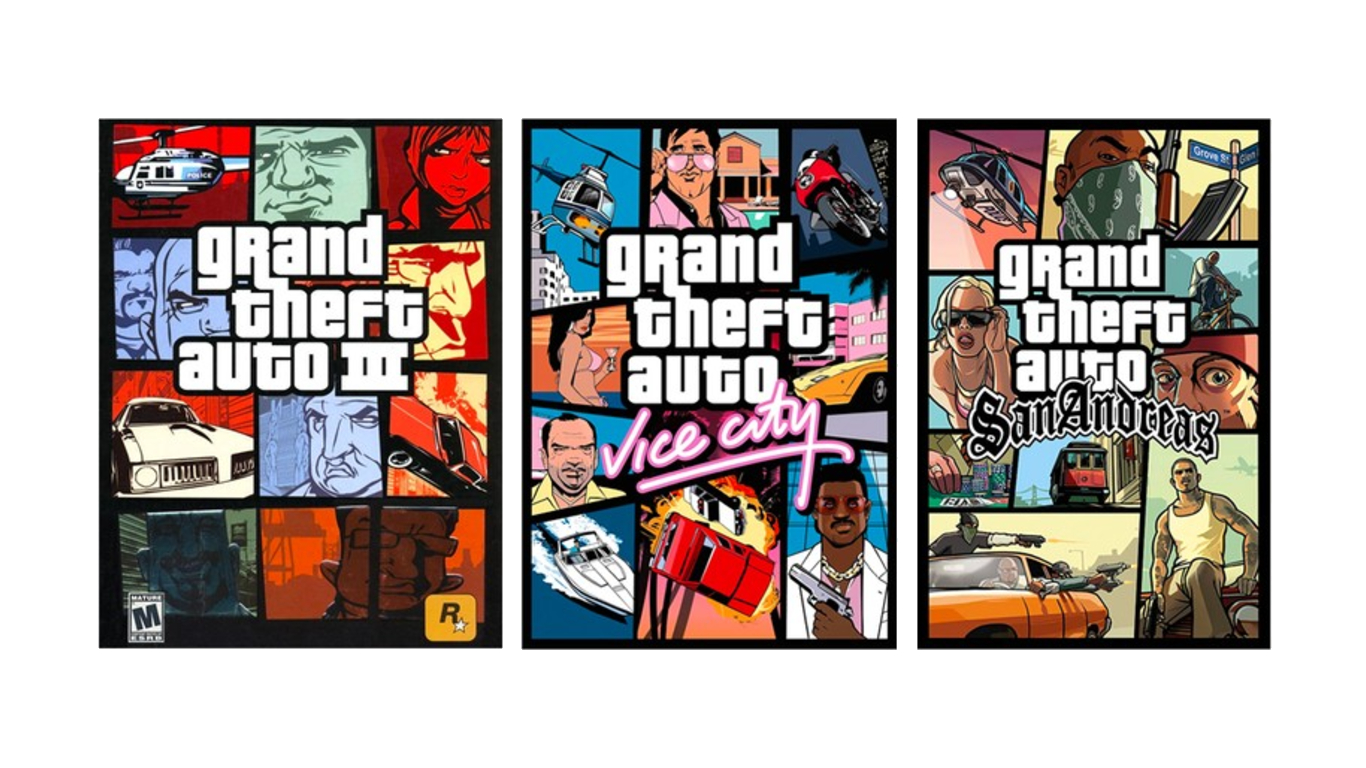 POLICE
grand
theft
auto III
MATURE
M
ESRB
R
grand
theft
auto
Vice City
Grove St
Glen
grand
theft
auto
San Andreas